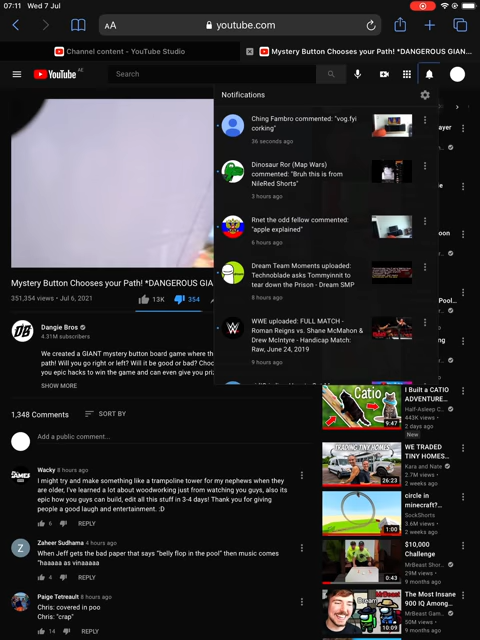 07:11 Wed 7 Jul
AA
youtube.com
Channel content - YouTube Studio
Mystery Button Chooses your Path! *DANGEROUS GIAN...
YouTube AE
Search
Notifications
Ching Fambro commented: "vog.fyi
corking"
36 seconds ago
Dinosaur Ror (Map Wars)
commented: "Bruh this is from
NileRed Shorts"
3 hours ago
Rnet the odd fellow commented:
"apple explained"
6 hours ago
Dream Team Moments uploaded:
Technoblade asks Tommyinnit to
tear down the Prison - Dream SMP
8 hours ago
WWE uploaded: FULL MATCH -
Roman Reigns vs. Shane McMahon &
Drew McIntyre - Handicap Match:
Raw, June 24, 2019
9 hours ago
Mystery Button Chooses your Path! *DANGEROUS GIA
351,354 views • Jul 6, 2021
13K
354
DB
Dangie Bros
4.31M subscribers
We created a GIANT mystery button board game where th
path! Will you go right or left? Will it be good or bad? Choc
you epic hacks to win the game and can even give you pri
SHOW MORE
1,348 Comments
SORT BY
Add a public comment...
Wacky 8 hours ago
I might try and make something like a trampoline tower for my nephews when they
are older, I've learned a lot about woodworking just from watching you guys, also its
epic how you guys can build, edit all this stuff in 3-4 days! Thank you for giving
people a good laugh and entertainment. :D
6
REPLY
Z
Zaheer Sudhama 4 hours ago
When Jeff gets the bad paper that says "belly flop in the pool" then music comes
"haaaaa as vinaaaaa
4
REPLY
Paige Tetreault 8 hours ago
Chris: covered in poo
Chris: "crap"
14
REPLY
ayer
e
oon
Pool...
ng
Catio
9:47
I Built a CATIO
ADVENTURE...
Half-Asleep C...
443K views •
2 days ago
New
TRADING TINY HOMES
26:23
WE TRADED
TINY HOMES...
Kara and Nate
2.7M views •
2 weeks ago
1:00
circle in
minecraft?...
SockShorts
3.6M views •
2 weeks ago
0:43
$10,000
Challenge
MrBeast Shor...
29M views •
9 months ago
Dream
MrBeast
10:09
The Most Insane
900 IQ Among...
MrBeast Gam...
50M views •
9 months ago